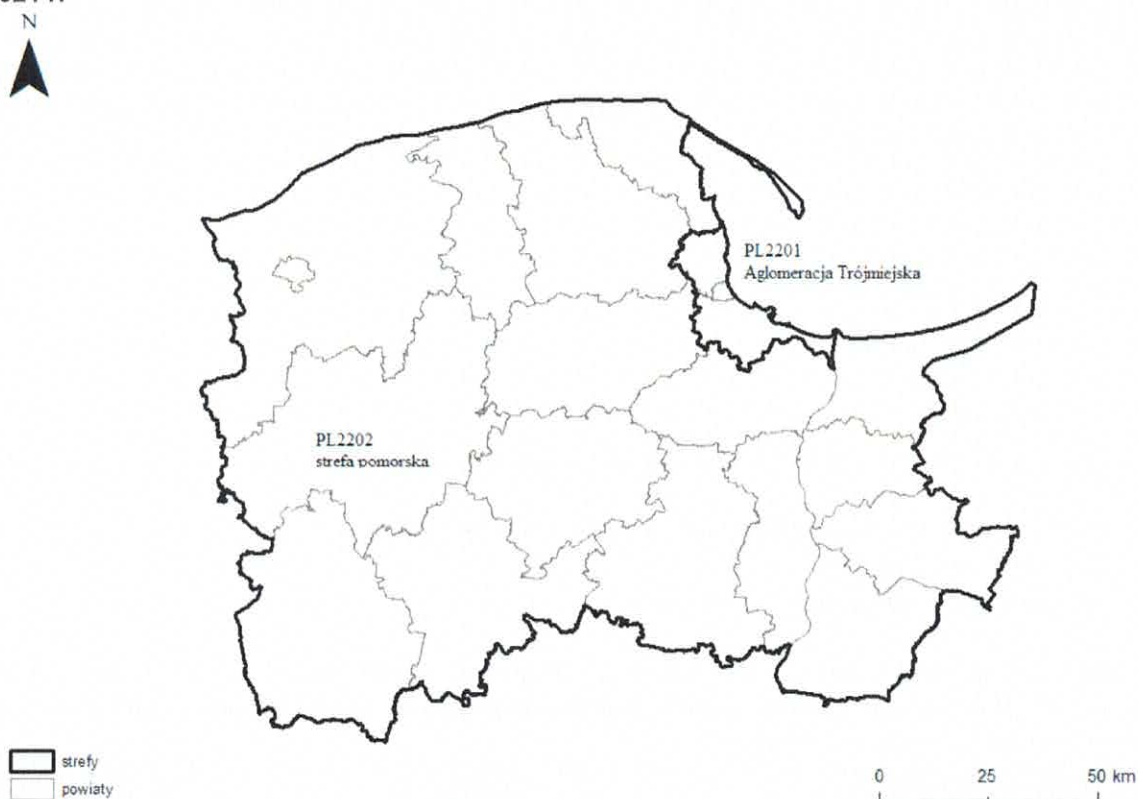 N
PL2201
Aglomeracja Trójmiejska
PL2202
strefa pomorska
strefy
powiaty
0 25 50 km